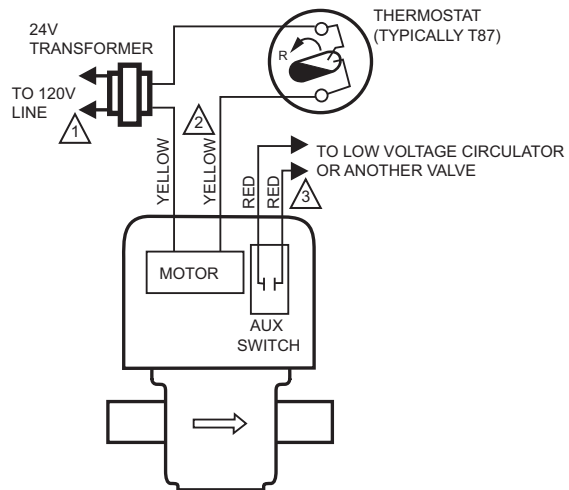 24V
TRANSFORMER
THERMOSTAT
(TYPICALLY T87)
R
TO 120V
LINE
1
2
YELLOW
YELLOW
RED
RED
TO LOW VOLTAGE CIRCULATOR
OR ANOTHER VALVE
3
MOTOR
AUX
SWITCH